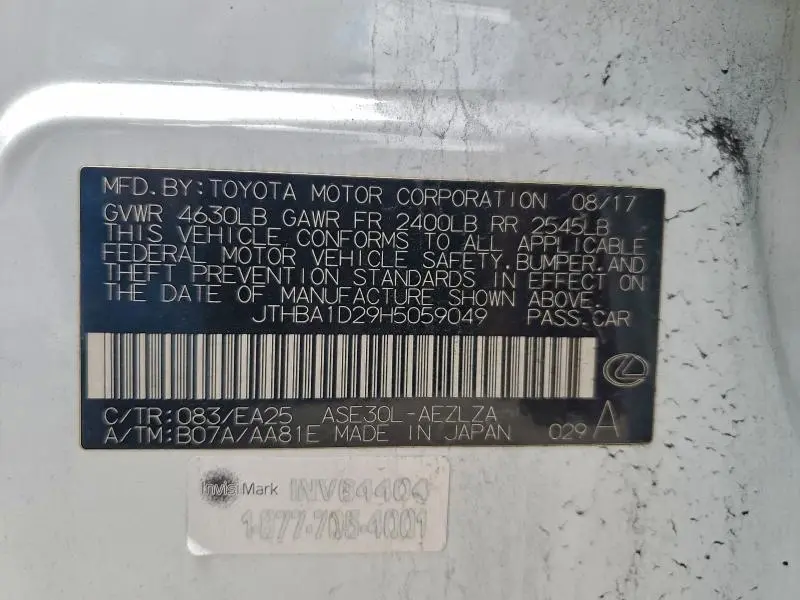 MFD. BY: TOYOTA MOTOR CORPORATION 08/17
GVWR 4630LB GAWR FR 2400LB RR 2545LB
THIS VEHICLE CONFORMS TO ALL APPLICABLE
FEDERAL MOTOR VEHICLE SAFETY, BUMPER, AND
THEFT PREVENTION STANDARDS IN EFFECT ON
THE DATE OF MANUFACTURE SHOWN ABOVE.
JTHBA1D29H5059049 PASS. CAR
C/TR: 083/EA25 ASE30L-AEZLZA
A/TM: B07A/AA81E MADE IN JAPAN 029 A
InvisiMark INV64404
1-877-705-4001